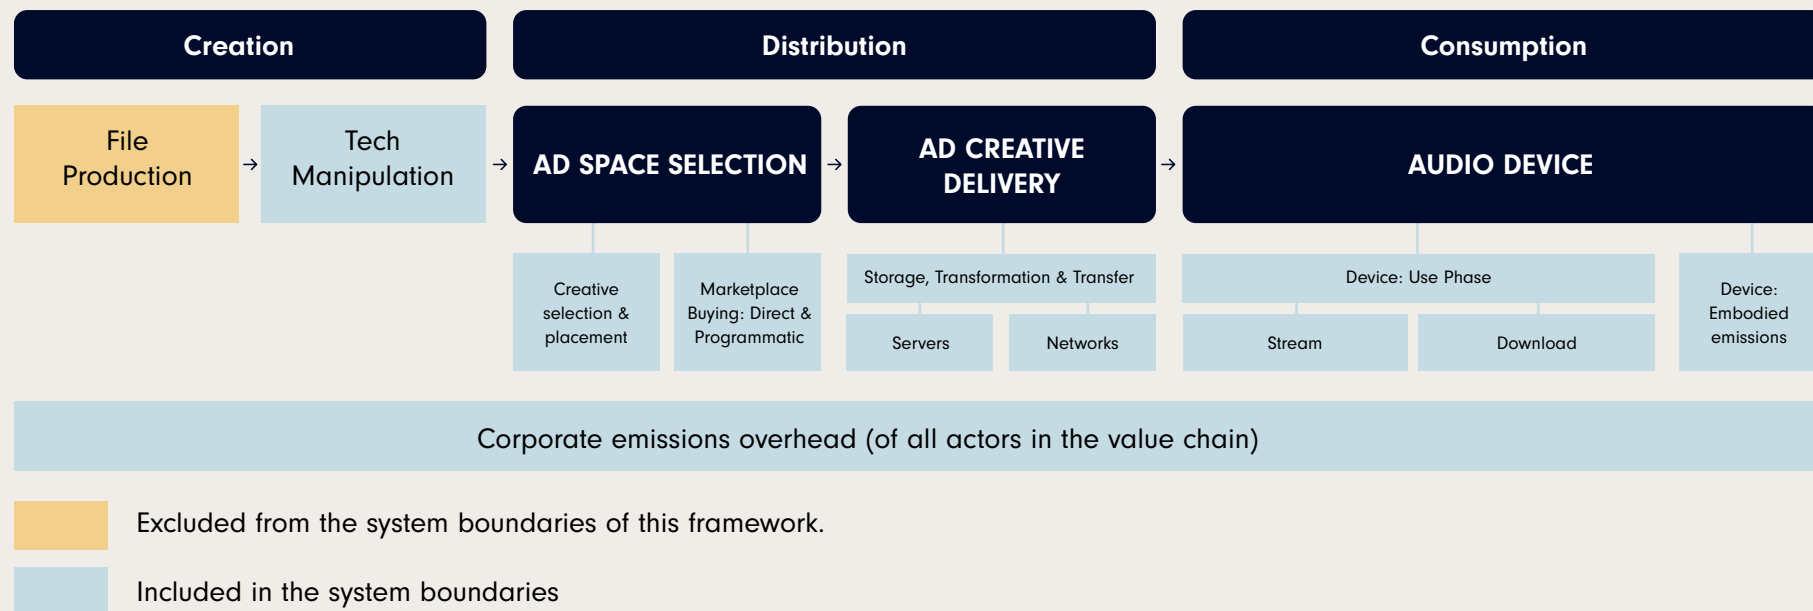 Creation
Distribution
Consumption
File
Production
Tech
Manipulation
AD SPACE SELECTION
AD CREATIVE
DELIVERY
AUDIO DEVICE
Creative
selection &
placement
Marketplace
Buying: Direct &
Programmatic
Storage, Transformation & Transfer
Servers
Networks
Device: Use Phase
Stream
Download
Device:
Embodied
emissions
Corporate emissions overhead (of all actors in the value chain)
Excluded from the system boundaries of this framework.
Included in the system boundaries